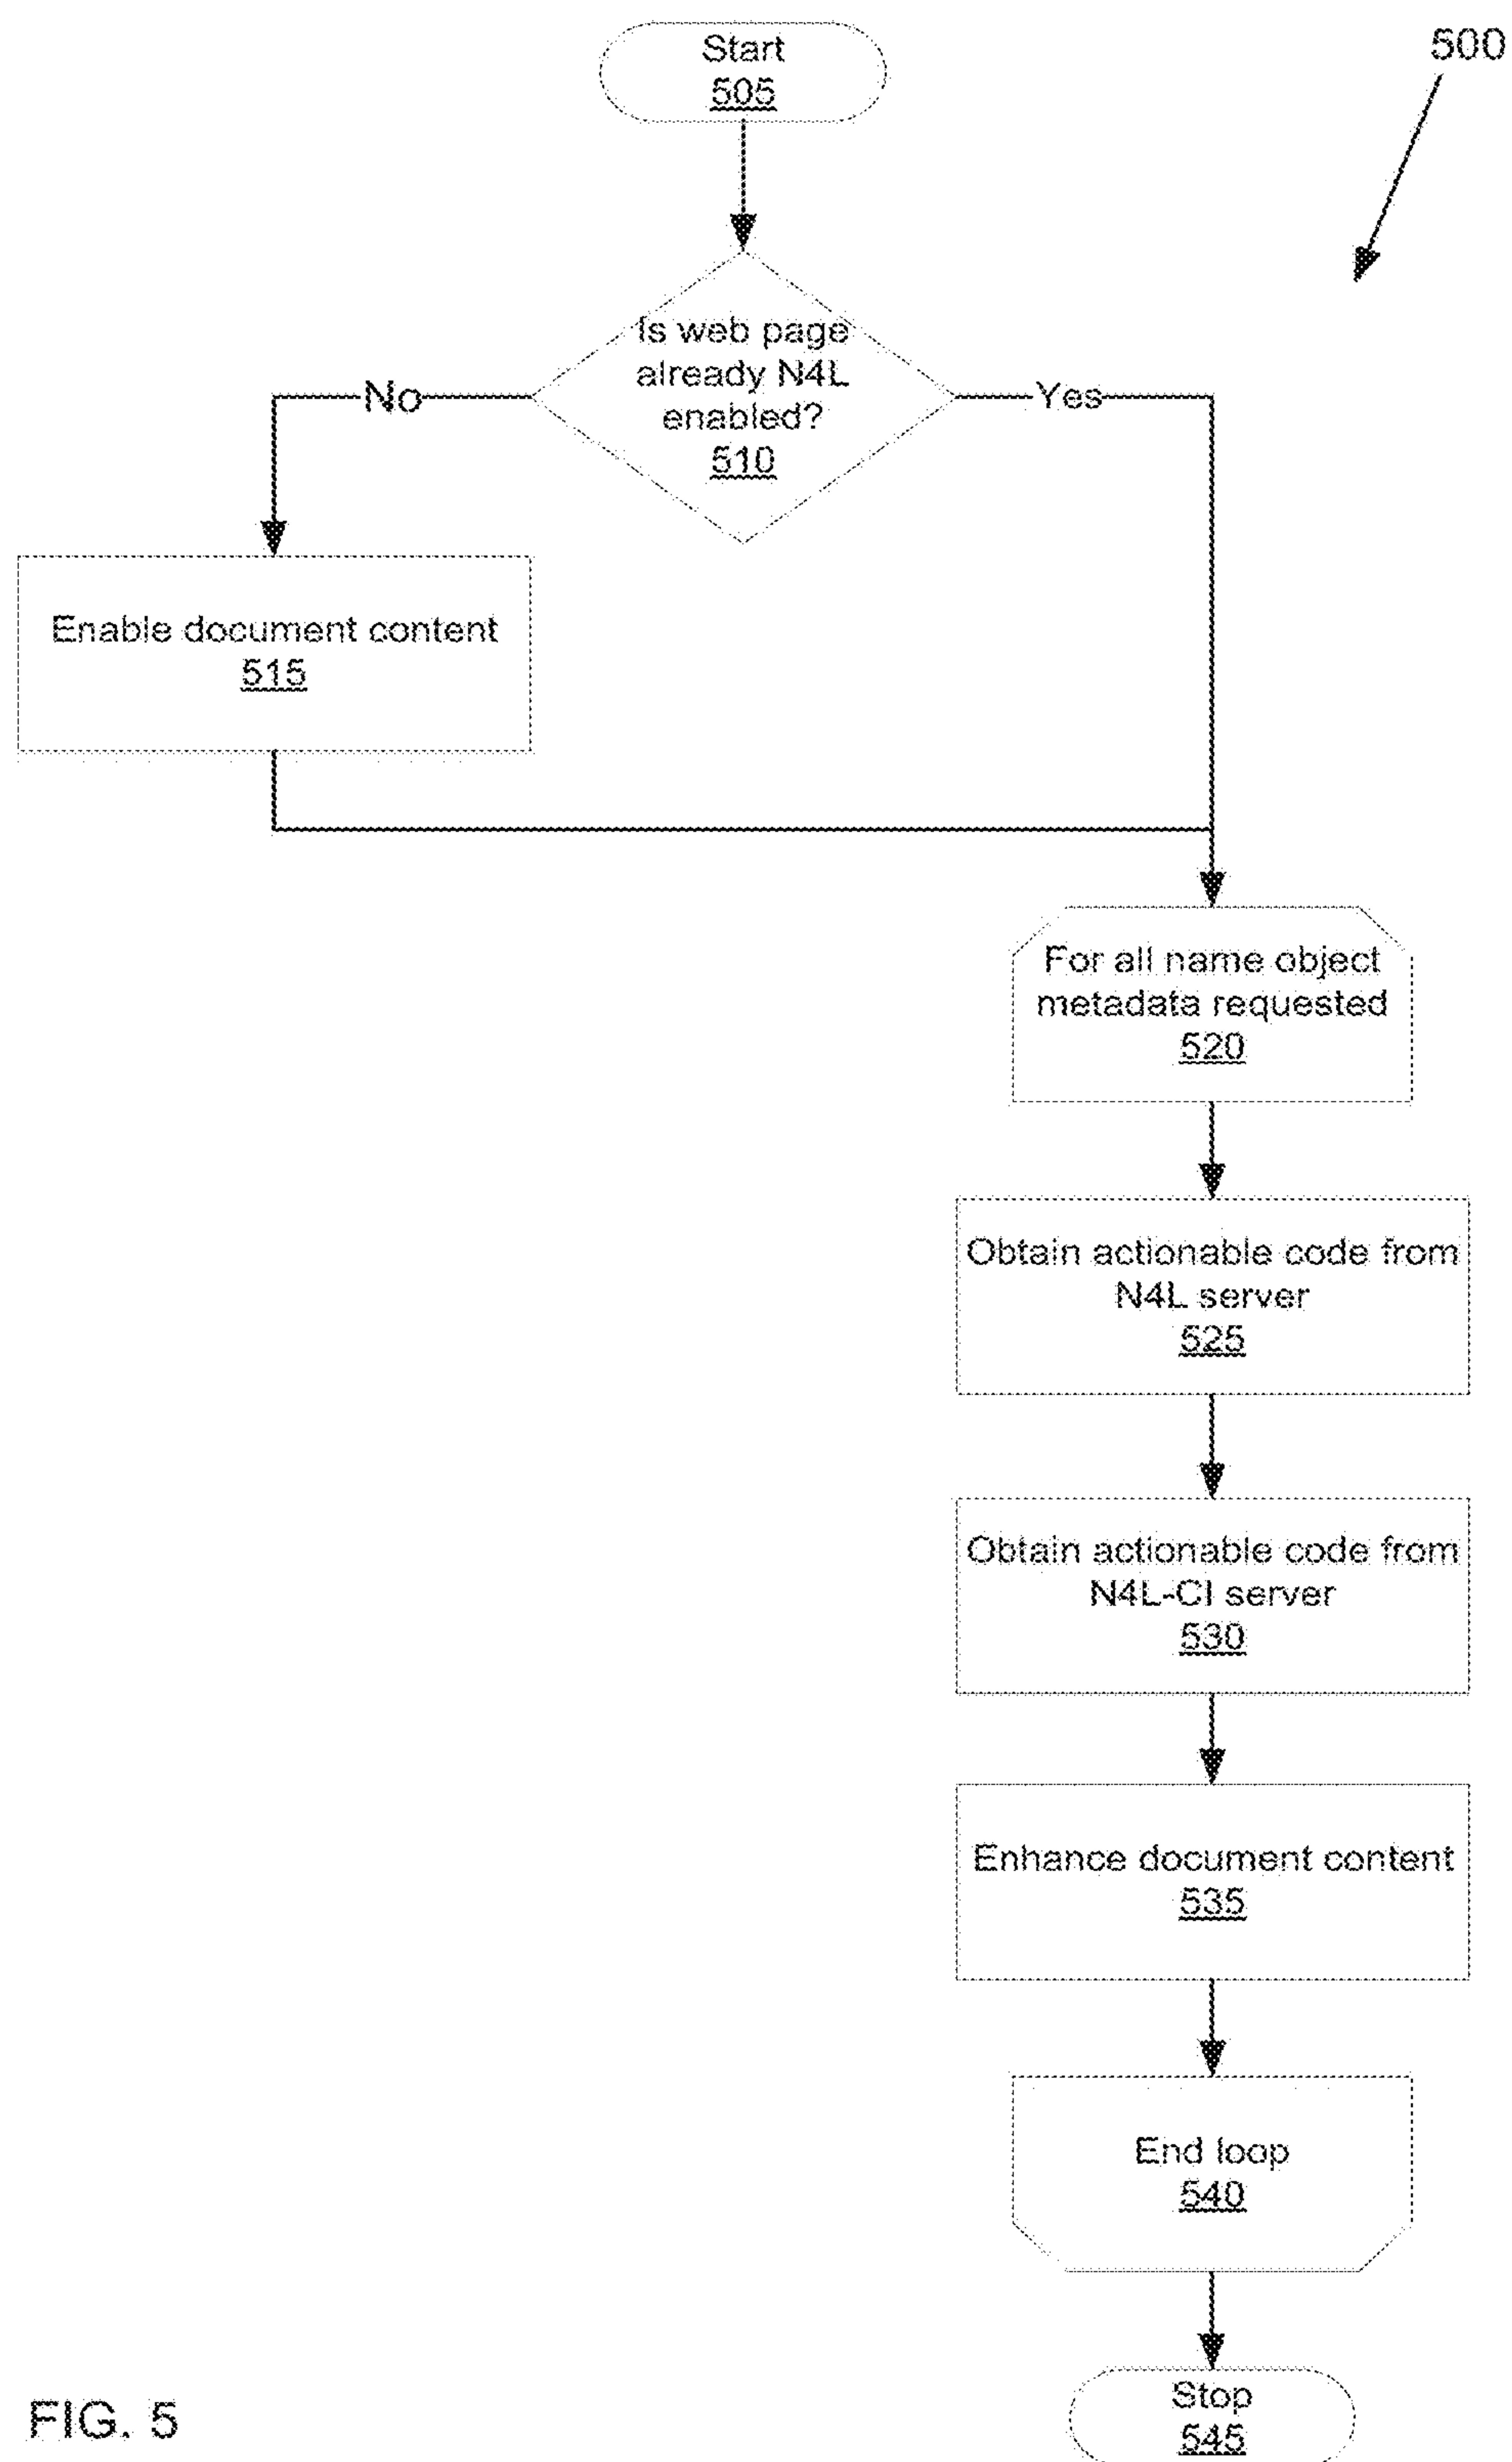 Start
505
500
Is web page
already N4L
enabled?
510
No
Yes
Enable document content
515
For all name object
metadata requested
520
Obtain actionable code from
N4L server
525
Obtain actionable code from
N4L-CI server
530
Enhance document content
535
End loop
540
Stop
545
FIG. 5